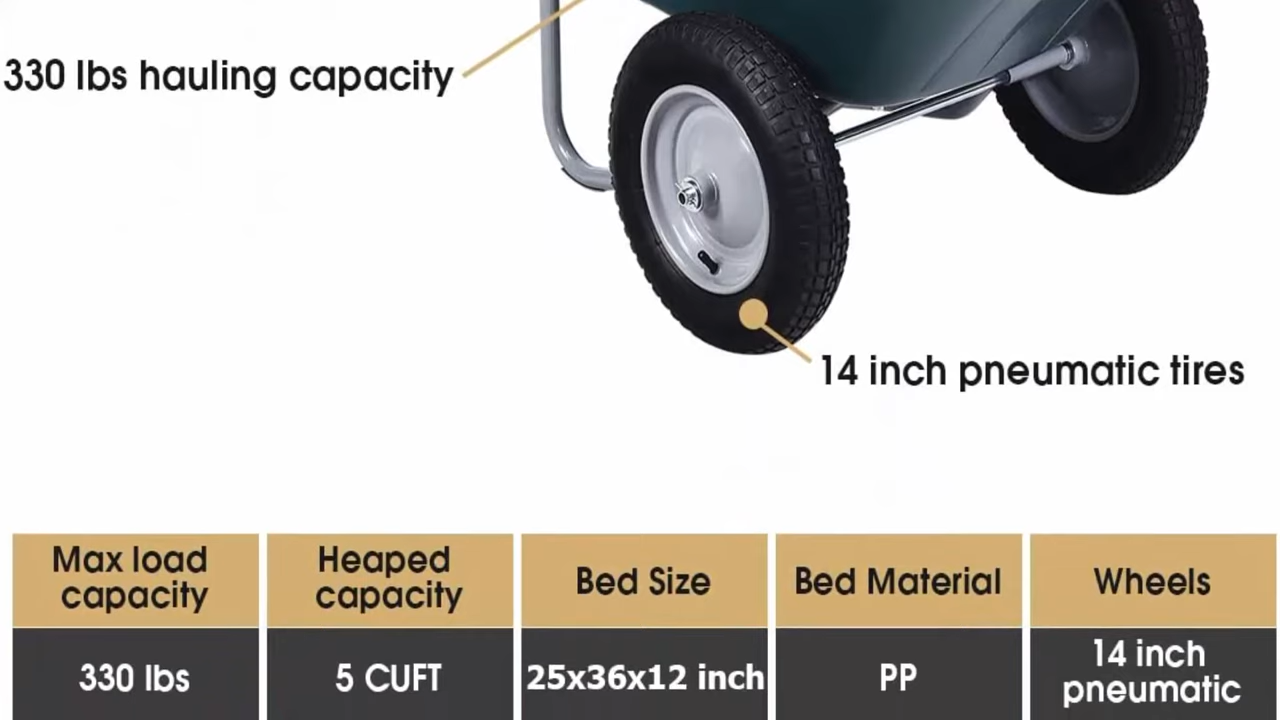 330 lbs hauling capacity
14 inch pneumatic tires
Max load
capacity
Heaped
capacity
Bed Size
Bed Material
Wheels
330 lbs
5 CUFT
25x36x12 inch
PP
14 inch
pneumatic